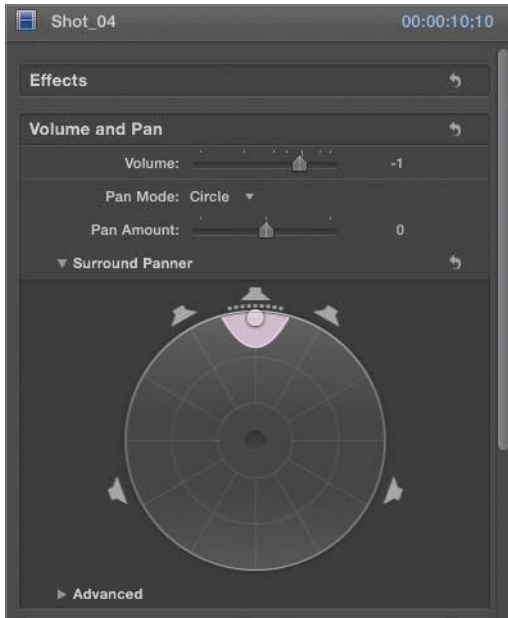 Shot_04 00:00:10;10
Effects
Volume and Pan
Volume: -1
Pan Mode: Circle
Pan Amount: 0
Surround Panner
Advanced